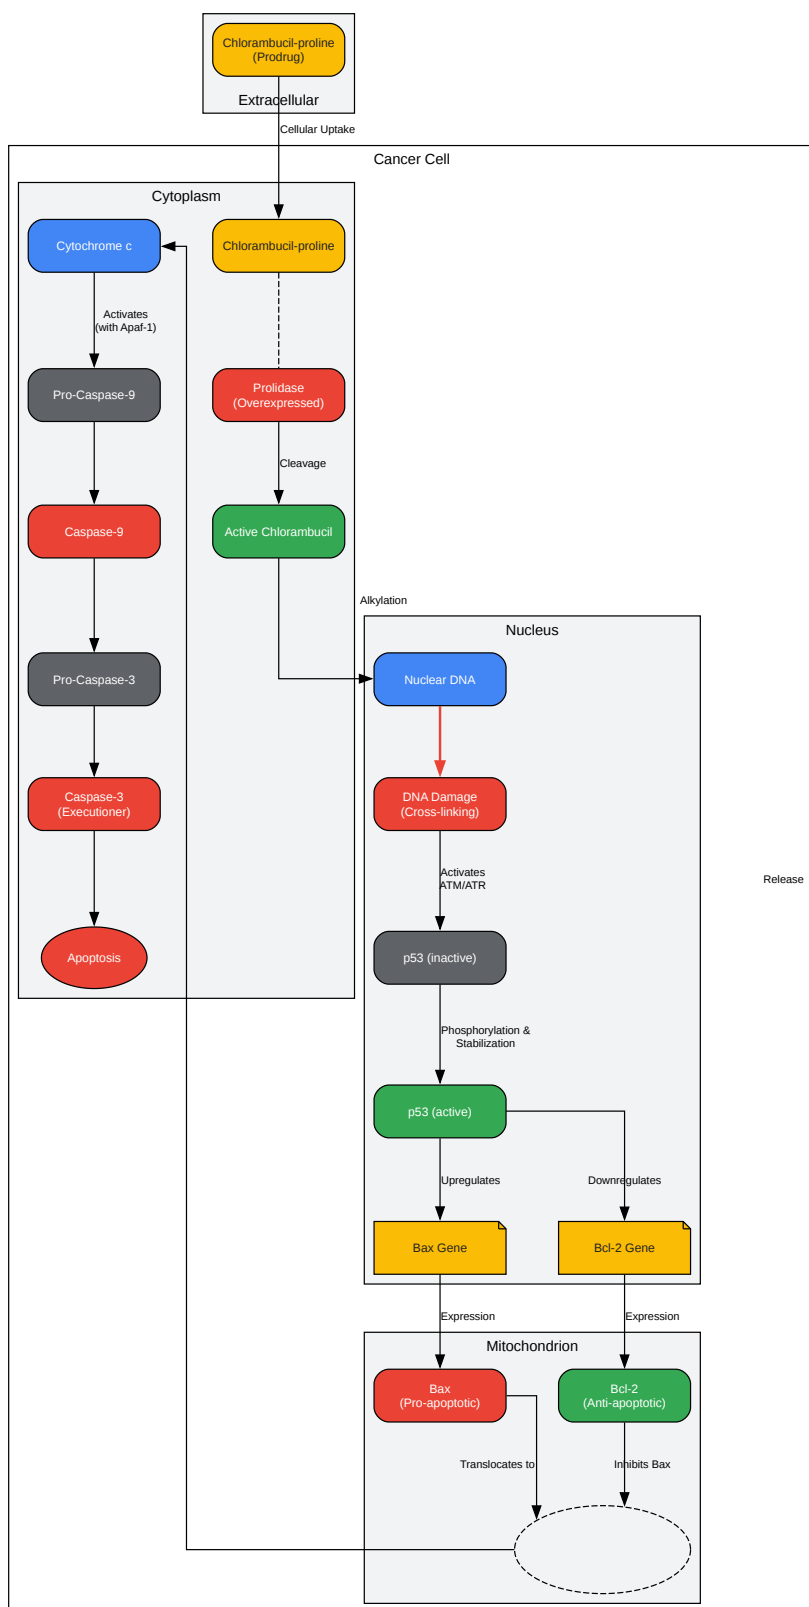 Chlorambucil-proline
(Prodrug)
Extracellular
Cellular Uptake
Cancer Cell
Cytoplasm
Cytochrome c
Chlorambucil-proline
Activates
(with Apaf-1)
Pro-Caspase-9
Prolidase
(Overexpressed)
Cleavage
Caspase-9
Active Chlorambucil
Alkylation
Nucleus
Pro-Caspase-3
Nuclear DNA
Caspase-3
(Executioner)
DNA Damage
(Cross-linking)
Activates
ATM/ATR
Release
Apoptosis
p53 (inactive)
Phosphorylation &
Stabilization
p53 (active)
Upregulates
Downregulates
Bax Gene
Bcl-2 Gene
Expression
Expression
Mitochondrion
Bax
(Pro-apoptotic)
Bcl-2
(Anti-apoptotic)
Translocates to
Inhibits Bax